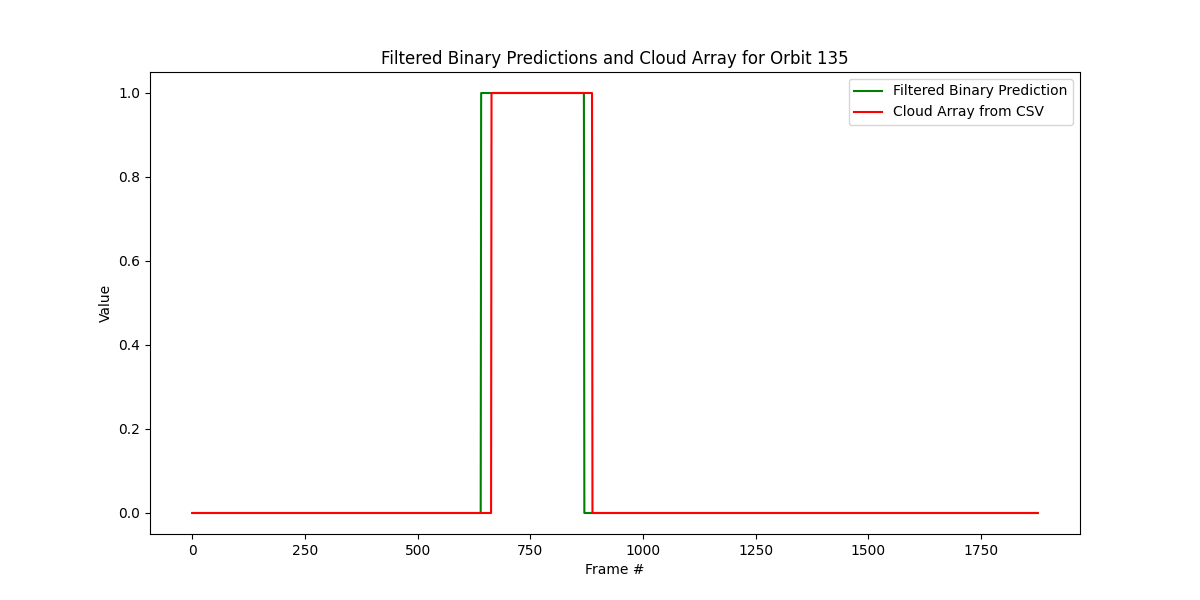 Filtered Binary Predictions and Cloud Array for Orbit 135
Filtered Binary Prediction
Cloud Array from CSV
1.0
0.8
0.6
0.4
0.2
0.0
Value
0 250 500 750 1000 1250 1500 1750
Frame #